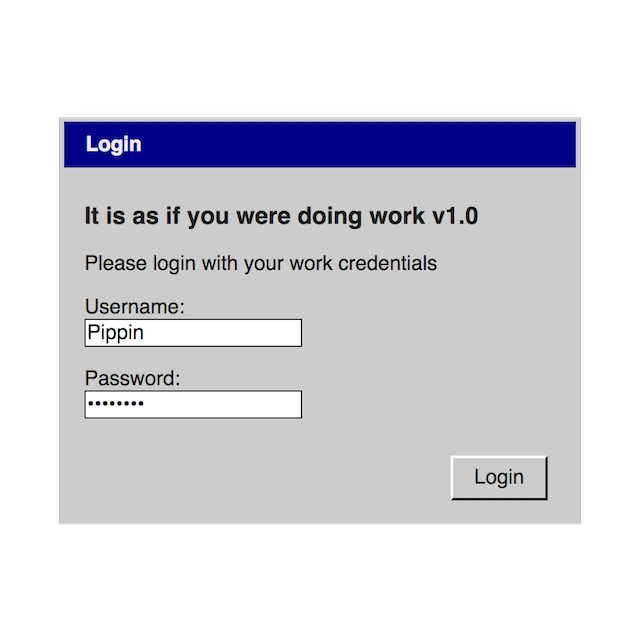 Login
It is as if you were doing work v1.0
Please login with your work credentials
Username:
Pippin
Password:
••••••••
Login